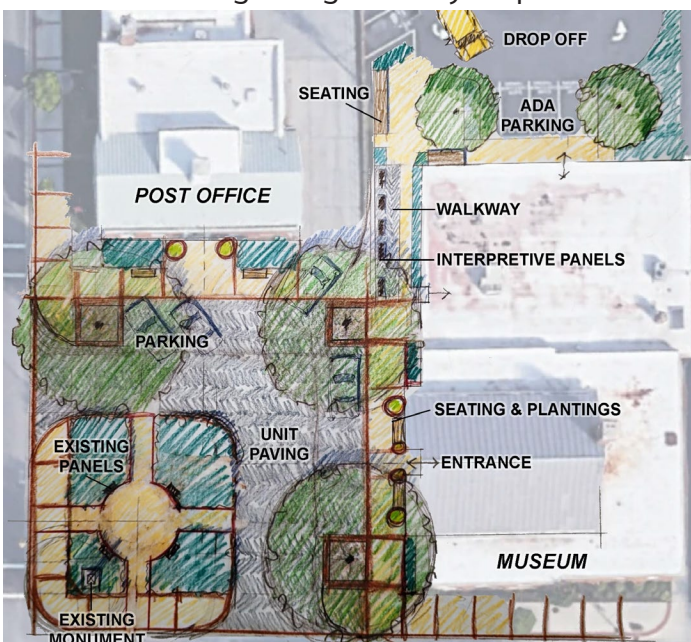 DROP OFF
SEATING
ADA
PARKING
POST OFFICE
WALKWAY
INTERPRETIVE PANELS
PARKING
SEATING & PLANTINGS
UNIT
PAVING
EXISTING
PANELS
ENTRANCE
MUSEUM
EXISTING
MONUMENT